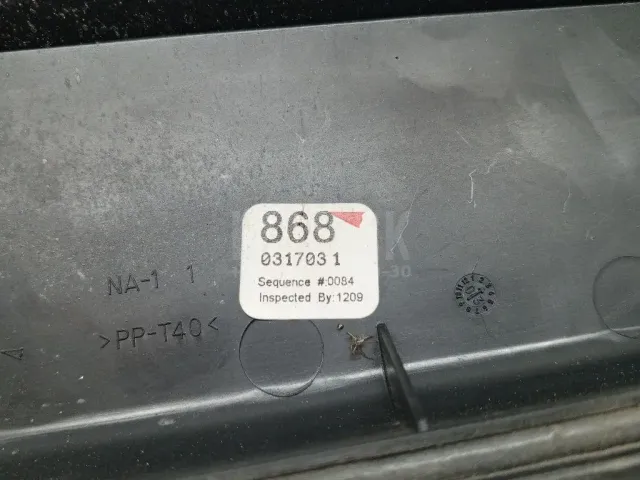 868
031703 1
Sequence #:0084
Inspected By:1209
NA-1 1
>PP-T40<